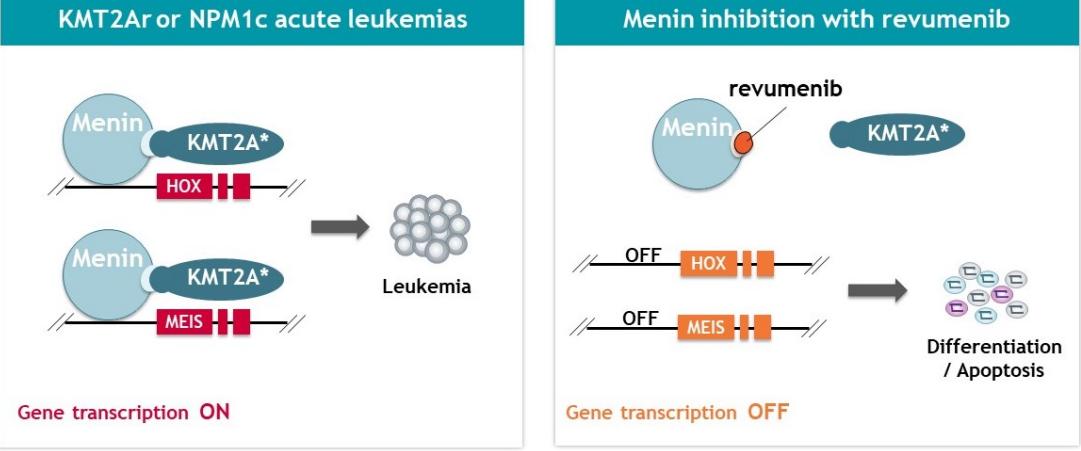 KMT2Ar or NPM1c acute leukemias
Menin
KMT2A*
HOX
Menin
KMT2A*
MEIS
Leukemia
Gene transcription ON
Menin inhibition with revumenib
revumenib
Menin
KMT2A*
OFF
HOX
OFF
MEIS
Differentiation
/ Apoptosis
Gene transcription OFF